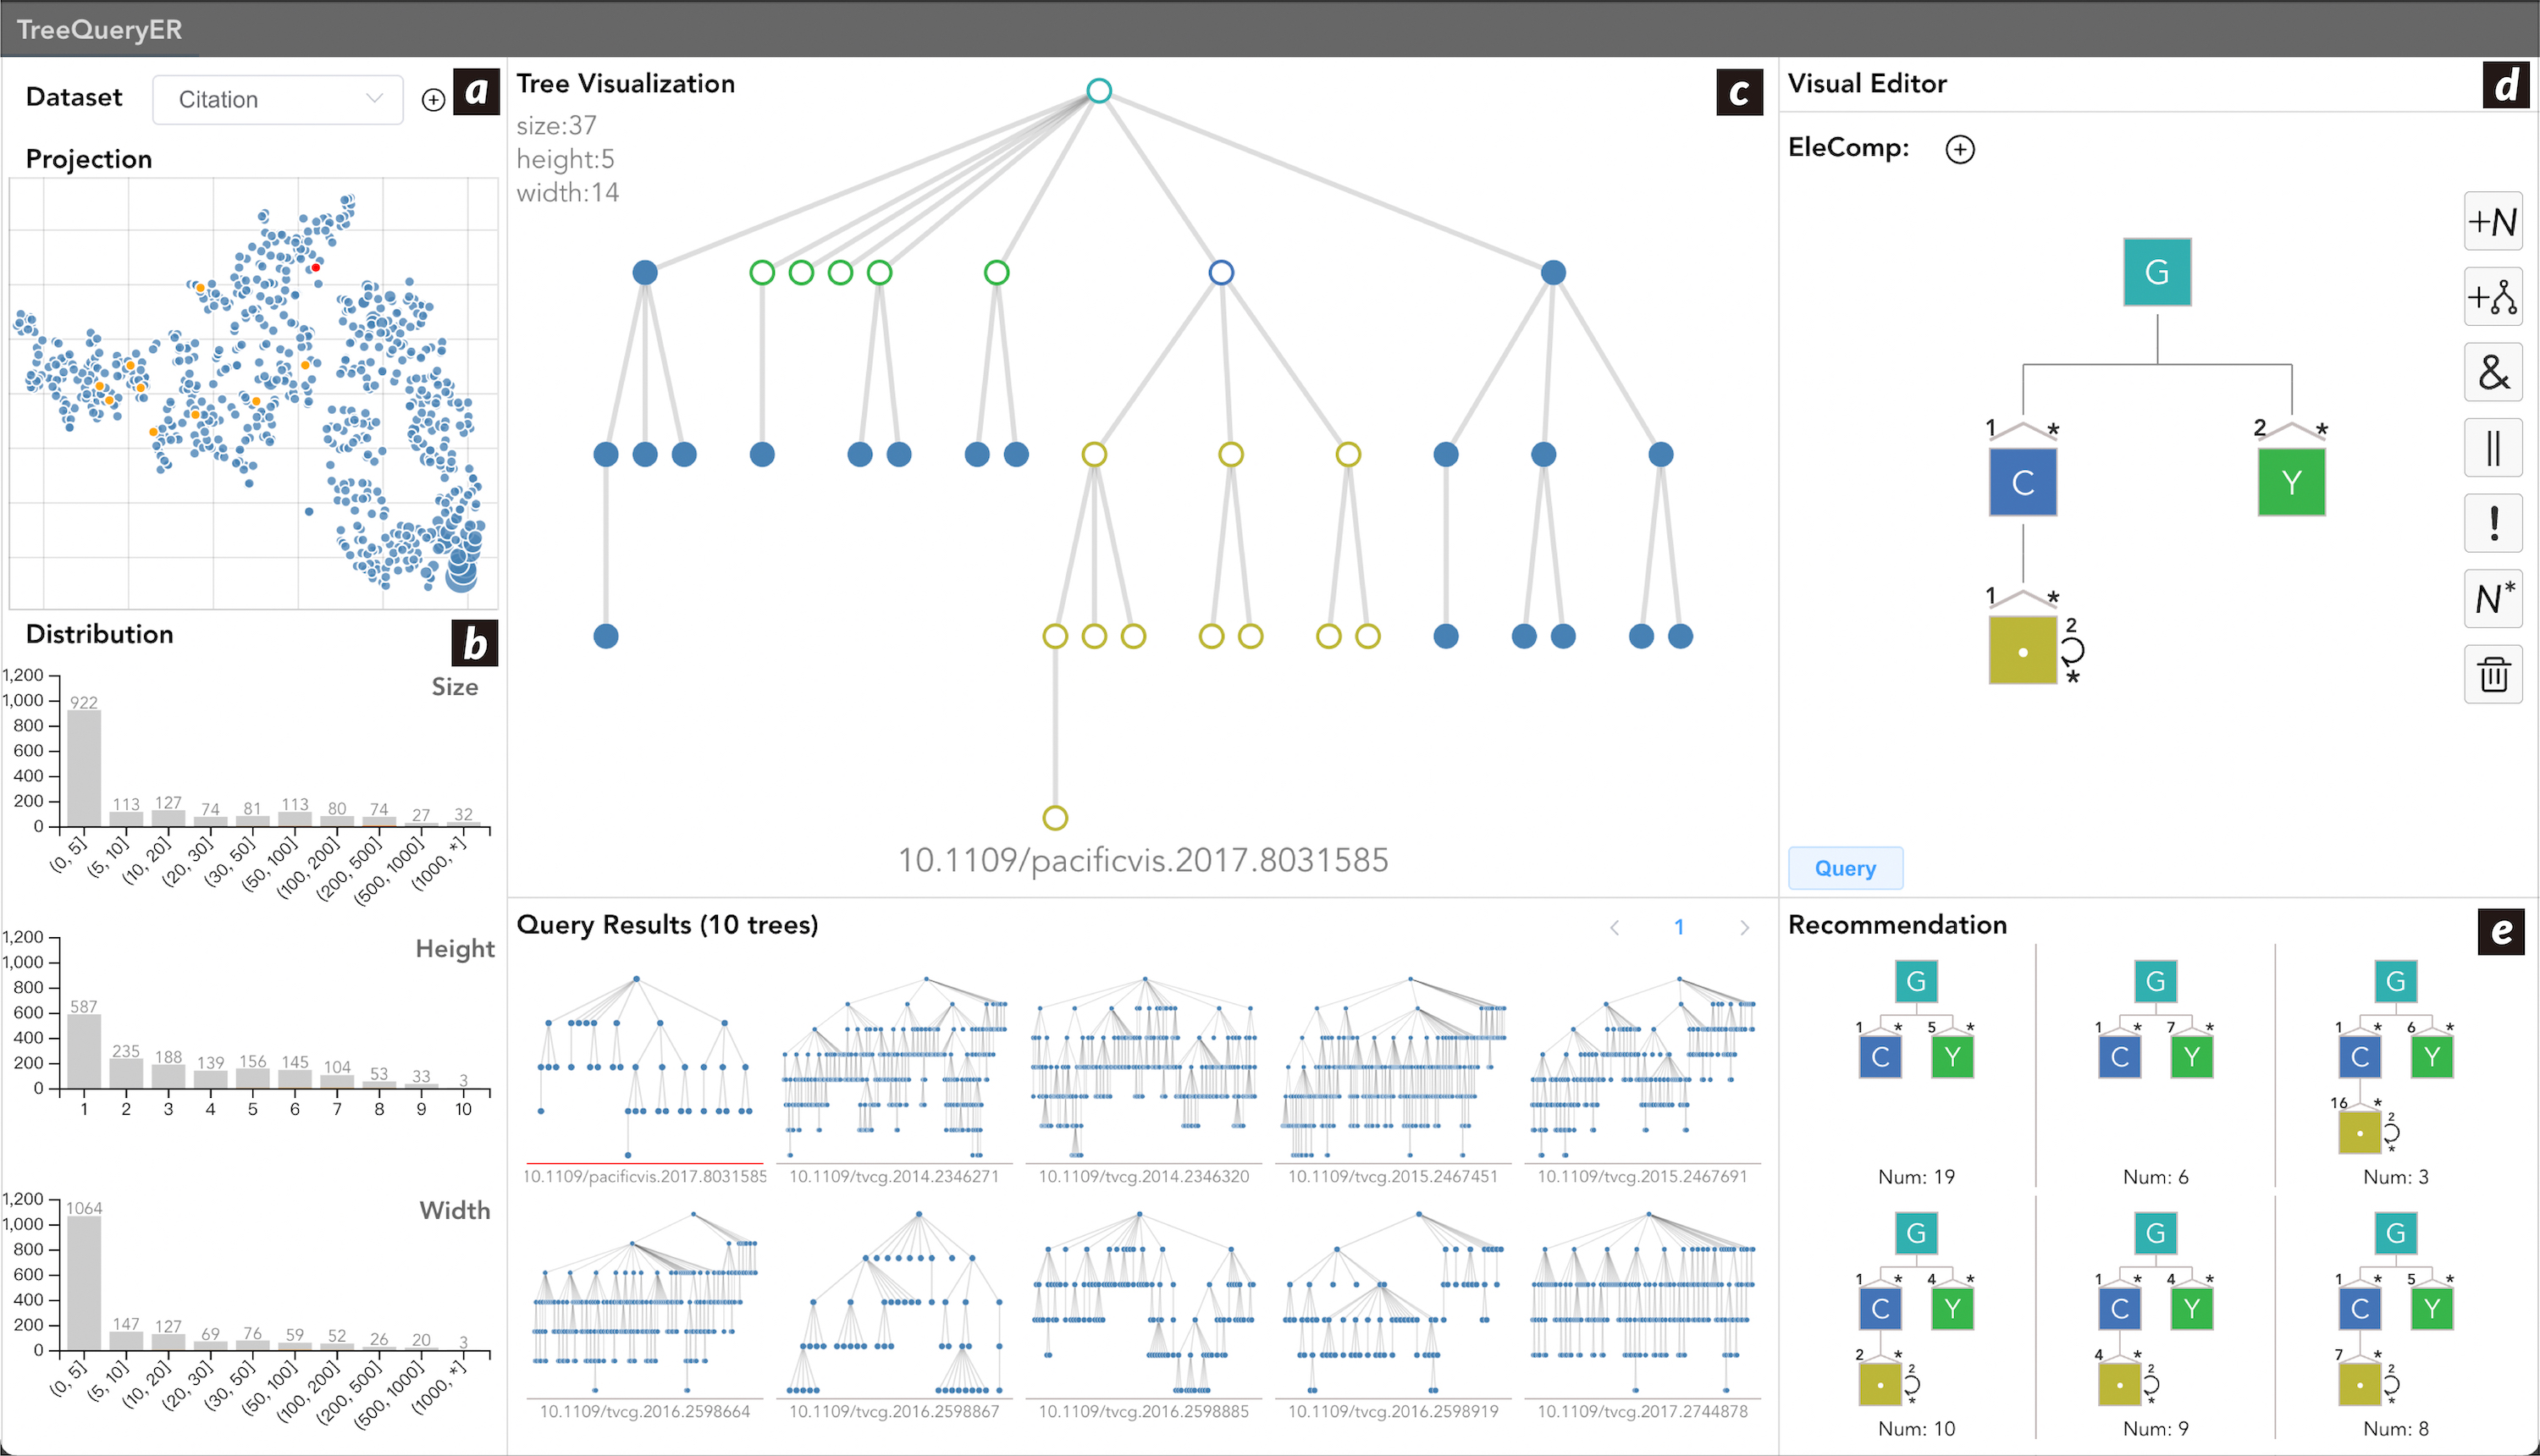 TreeQueryER
Dataset
Citation
a
Projection
Distribution
b
Size
1,200
1,000
800
600
400
200
0
922
113
127
74
81
113
80
74
27
32
(0, 5]
(5, 10]
(10, 20]
(20, 30]
(30, 50]
(50, 100]
(100, 200]
(200, 500]
(500, 1000]
(1000, *]
Height
1,200
1,000
800
600
400
200
0
587
235
188
139
156
145
104
53
33
3
1
2
3
4
5
6
7
8
9
10
Width
1,200
1,000
800
600
400
200
0
1064
147
127
69
76
59
52
26
20
3
(0, 5]
(5, 10]
(10, 20]
(20, 30]
(30, 50]
(50, 100]
(100, 200]
(200, 500]
(500, 1000]
(1000, *]
Tree Visualization
c
size:37
height:5
width:14
10.1109/pacificvis.2017.8031585
Query Results (10 trees)
< 1 >
10.1109/pacificvis.2017.8031585
10.1109/tvcg.2014.2346271
10.1109/tvcg.2014.2346320
10.1109/tvcg.2015.2467451
10.1109/tvcg.2015.2467691
10.1109/tvcg.2016.2598664
10.1109/tvcg.2016.2598867
10.1109/tvcg.2016.2598885
10.1109/tvcg.2016.2598919
10.1109/tvcg.2017.2744878
Visual Editor
d
EleComp:
G
1 *
C
2 *
Y
1 *
2
*
+N
+
&
||
!
N*
Query
Recommendation
e
G
1 * 5 *
C Y
Num: 19
G
1 * 7 *
C Y
Num: 6
G
1 * 6 *
C Y
16 *
2
*
Num: 3
G
1 * 4 *
C Y
2 *
2
*
Num: 10
G
1 * 4 *
C Y
4 *
2
*
Num: 9
G
1 * 5 *
C Y
7 *
2
*
Num: 8